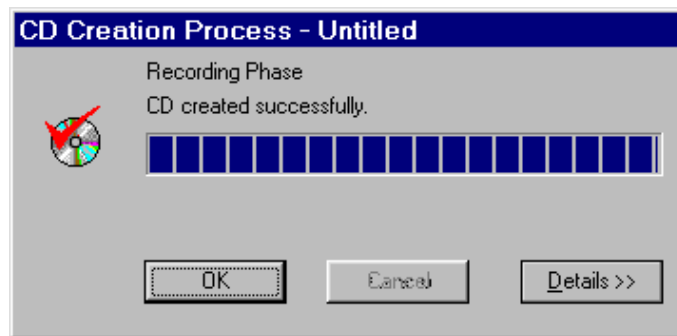 CD Creation Process - Untitled
Recording Phase
CD created successfully.
OK
Cancel
Details >>